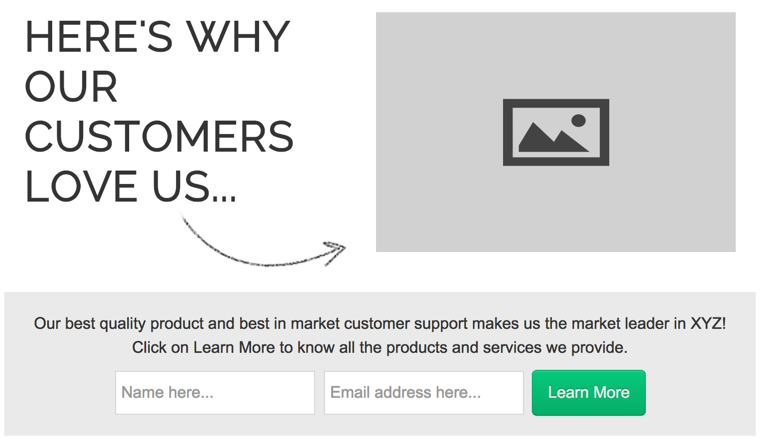 HERE'S WHY
OUR
CUSTOMERS
LOVE US...
Our best quality product and best in market customer support makes us the market leader in XYZ!
Click on Learn More to know all the products and services we provide.
Name here...
Email address here...
Learn More